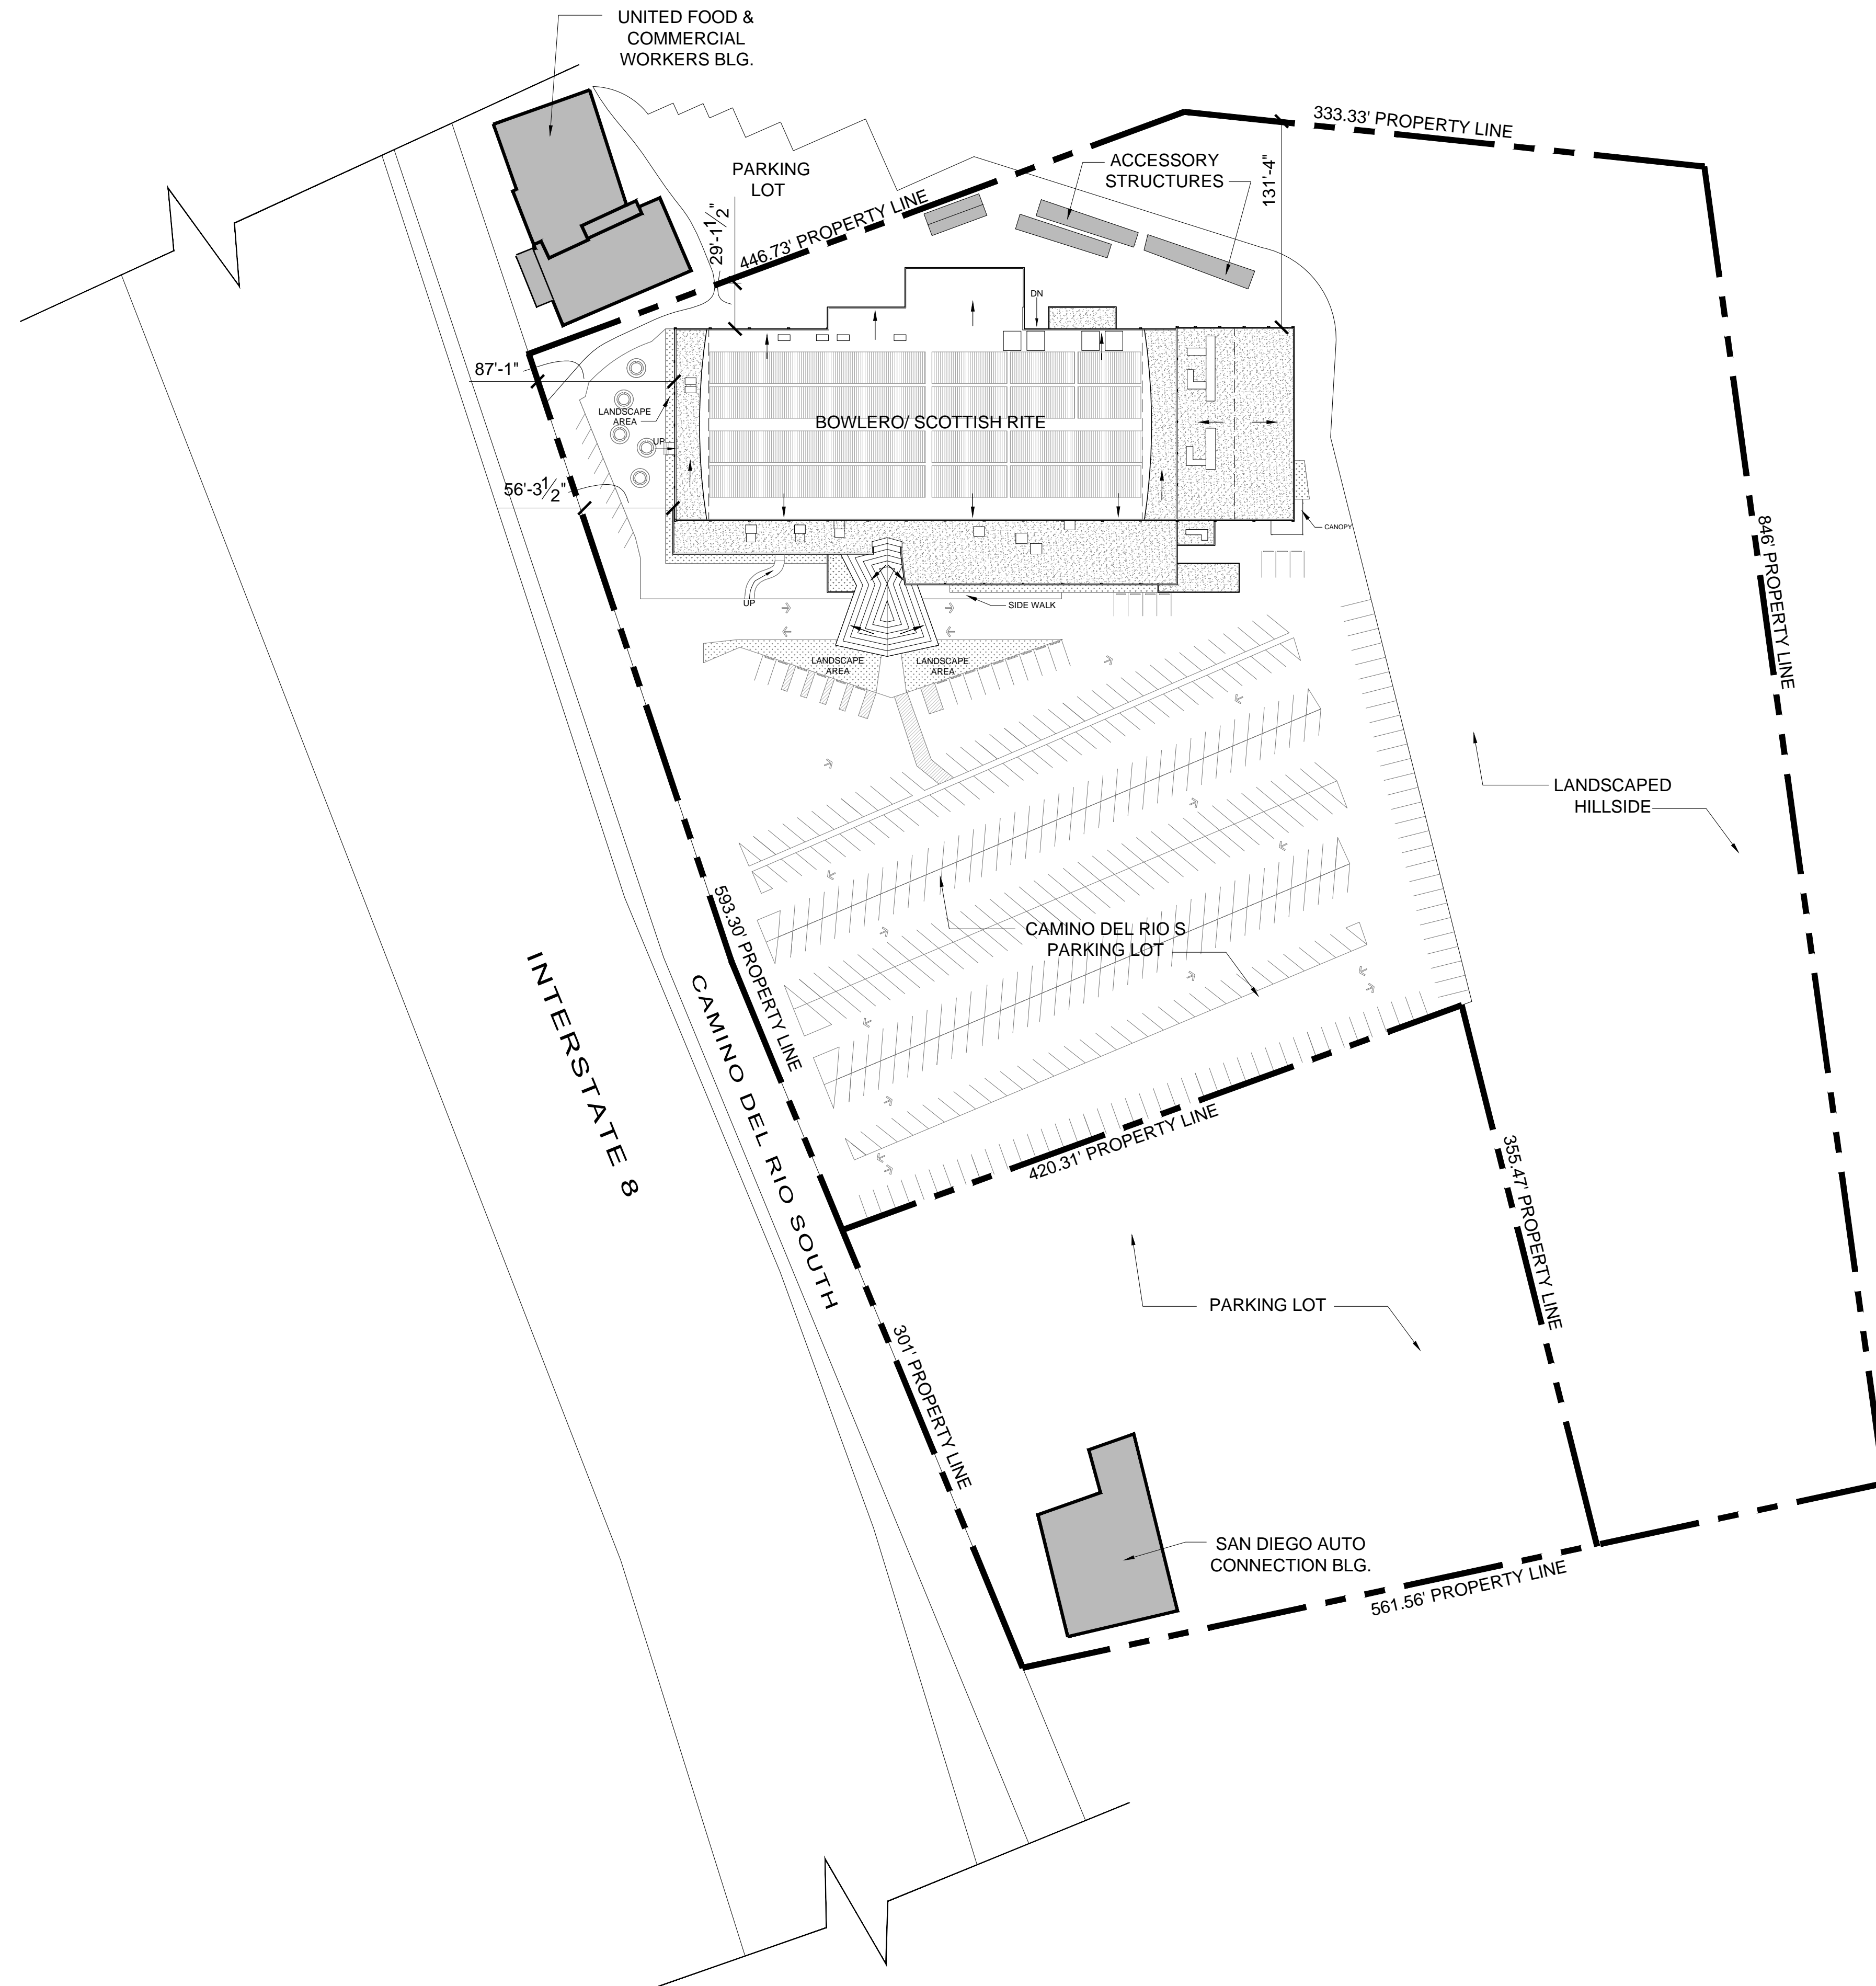 UNITED FOOD &
COMMERCIAL
WORKERS BLG.
333.33' PROPERTY LINE
PARKING
LOT
ACCESSORY
STRUCTURES
131'-4"
29'-1 1/2"
446.73' PROPERTY LINE
DN
87'-1"
LANDSCAPE
AREA
BOWLERO/ SCOTTISH RITE
UP
56'-3 1/2"
CANOPY
846' PROPERTY LINE
UP
SIDE WALK
LANDSCAPE
AREA
LANDSCAPE
AREA
LANDSCAPED
HILLSIDE
593.30' PROPERTY LINE
CAMINO DEL RIO S
PARKING LOT
INTERSTATE 8
CAMINO DEL RIO SOUTH
420.31' PROPERTY LINE
355.47' PROPERTY LINE
PARKING LOT
301' PROPERTY LINE
SAN DIEGO AUTO
CONNECTION BLG.
561.56' PROPERTY LINE